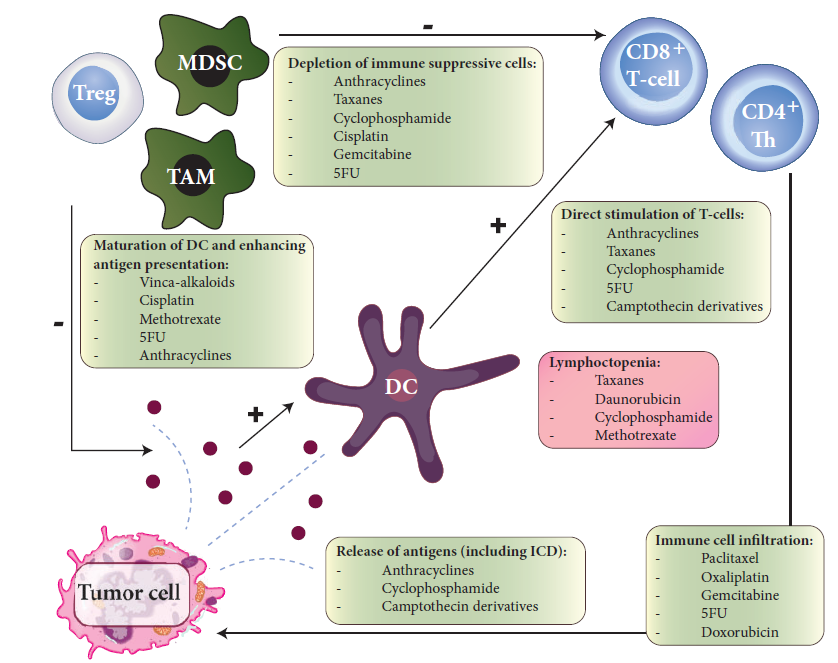 -
MDSC
Treg
TAM
CD8+
T-cell
CD4+
Th
Depletion of immune suppressive cells:
- Anthracyclines
- Taxanes
- Cyclophosphamide
- Cisplatin
- Gemcitabine
- 5FU
Maturation of DC and enhancing
antigen presentation:
- Vinca-alkaloids
- Cisplatin
- Methotrexate
- 5FU
- Anthracyclines
+
Direct stimulation of T-cells:
- Anthracyclines
- Taxanes
- Cyclophosphamide
- 5FU
- Camptothecin derivatives
-
DC
Lymphoctopenia:
- Taxanes
- Daunorubicin
- Cyclophosphamide
- Methotrexate
+
Tumor cell
Release of antigens (including ICD):
- Anthracyclines
- Cyclophosphamide
- Camptothecin derivatives
Immune cell infiltration:
- Paclitaxel
- Oxaliplatin
- Gemcitabine
- 5FU
- Doxorubicin